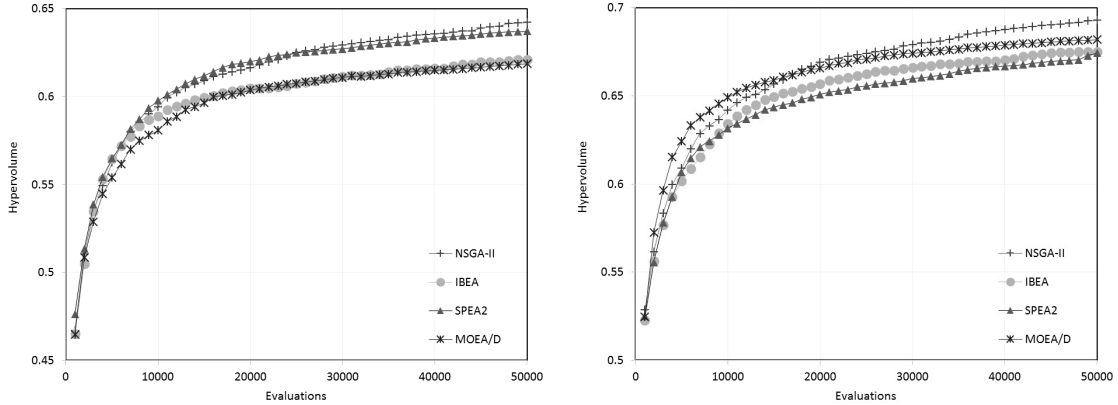 0.65
0.6
0.55
0.5
0.45
Hypervolume
0
10000
20000
30000
40000
50000
Evaluations
NSGA-II
IBEA
SPEA2
MOEA/D
0.7
0.65
0.6
0.55
0.5
Hypervolume
0
10000
20000
30000
40000
50000
Evaluations
NSGA-II
IBEA
SPEA2
MOEA/D